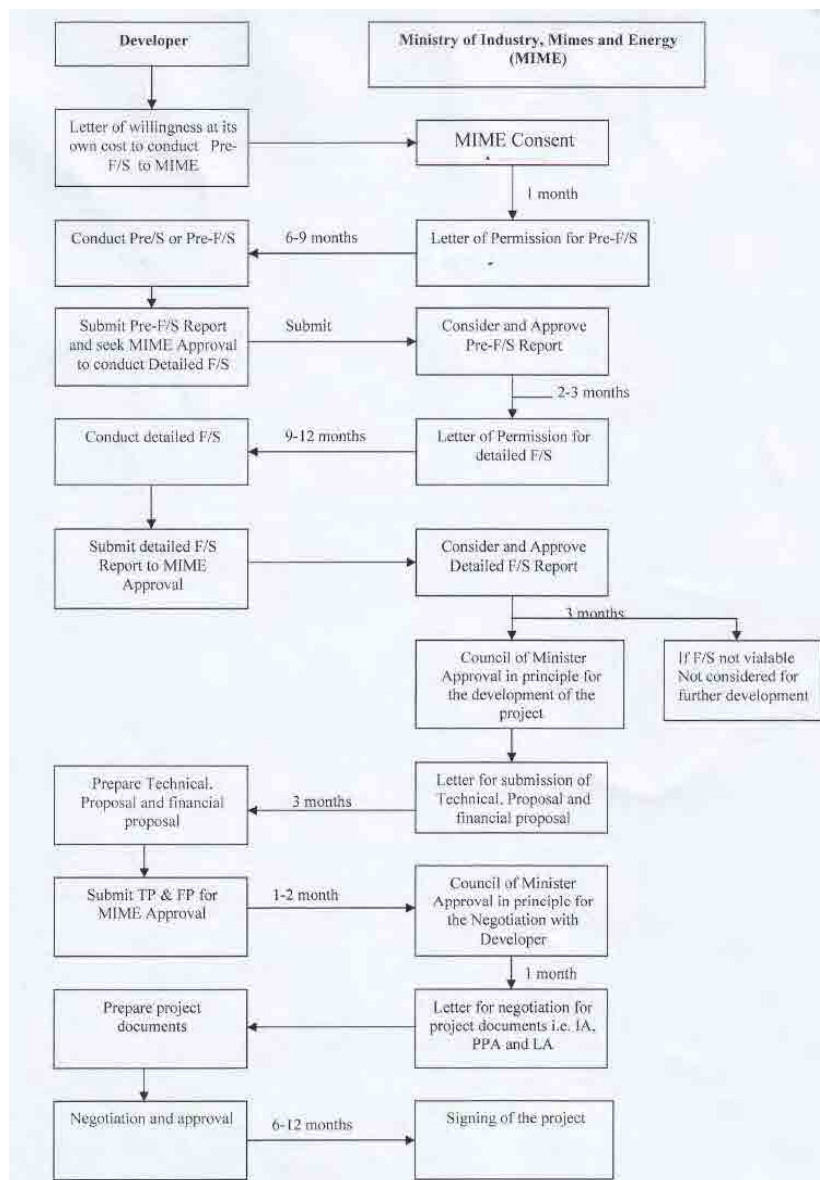 Developer
Ministry of Industry, Mimes and Energy
(MIME)
Letter of willingness at its
own cost to conduct Pre-
F/S to MIME
MIME Consent
1 month
Conduct Pre/S or Pre-F/S
6-9 months
Letter of Permission for Pre-F/S
Submit Pre-F/S Report
and seek MIME Approval
to conduct Detailed F/S
Submit
Consider and Approve
Pre-F/S Report
2-3 months
Conduct detailed F/S
9-12 months
Letter of Permission for
detailed F/S
Submit detailed F/S
Report to MIME
Approval
Consider and Approve
Detailed F/S Report
3 months
Council of Minister
Approval in principle for
the development of the
project
If F/S not vialable
Not considered for
further development
Prepare Technical.
Proposal and financial
proposal
3 months
Letter for submission of
Technical. Proposal and
financial proposal
Submit TP & FP for
MIME Approval
1-2 month
Council of Minister
Approval in principle for
the Negotiation with
Developer
1 month
Prepare project
documents
Letter for negotiation for
project documents i.e. IA,
PPA and LA
Negotiation and approval
6-12 months
Signing of the project